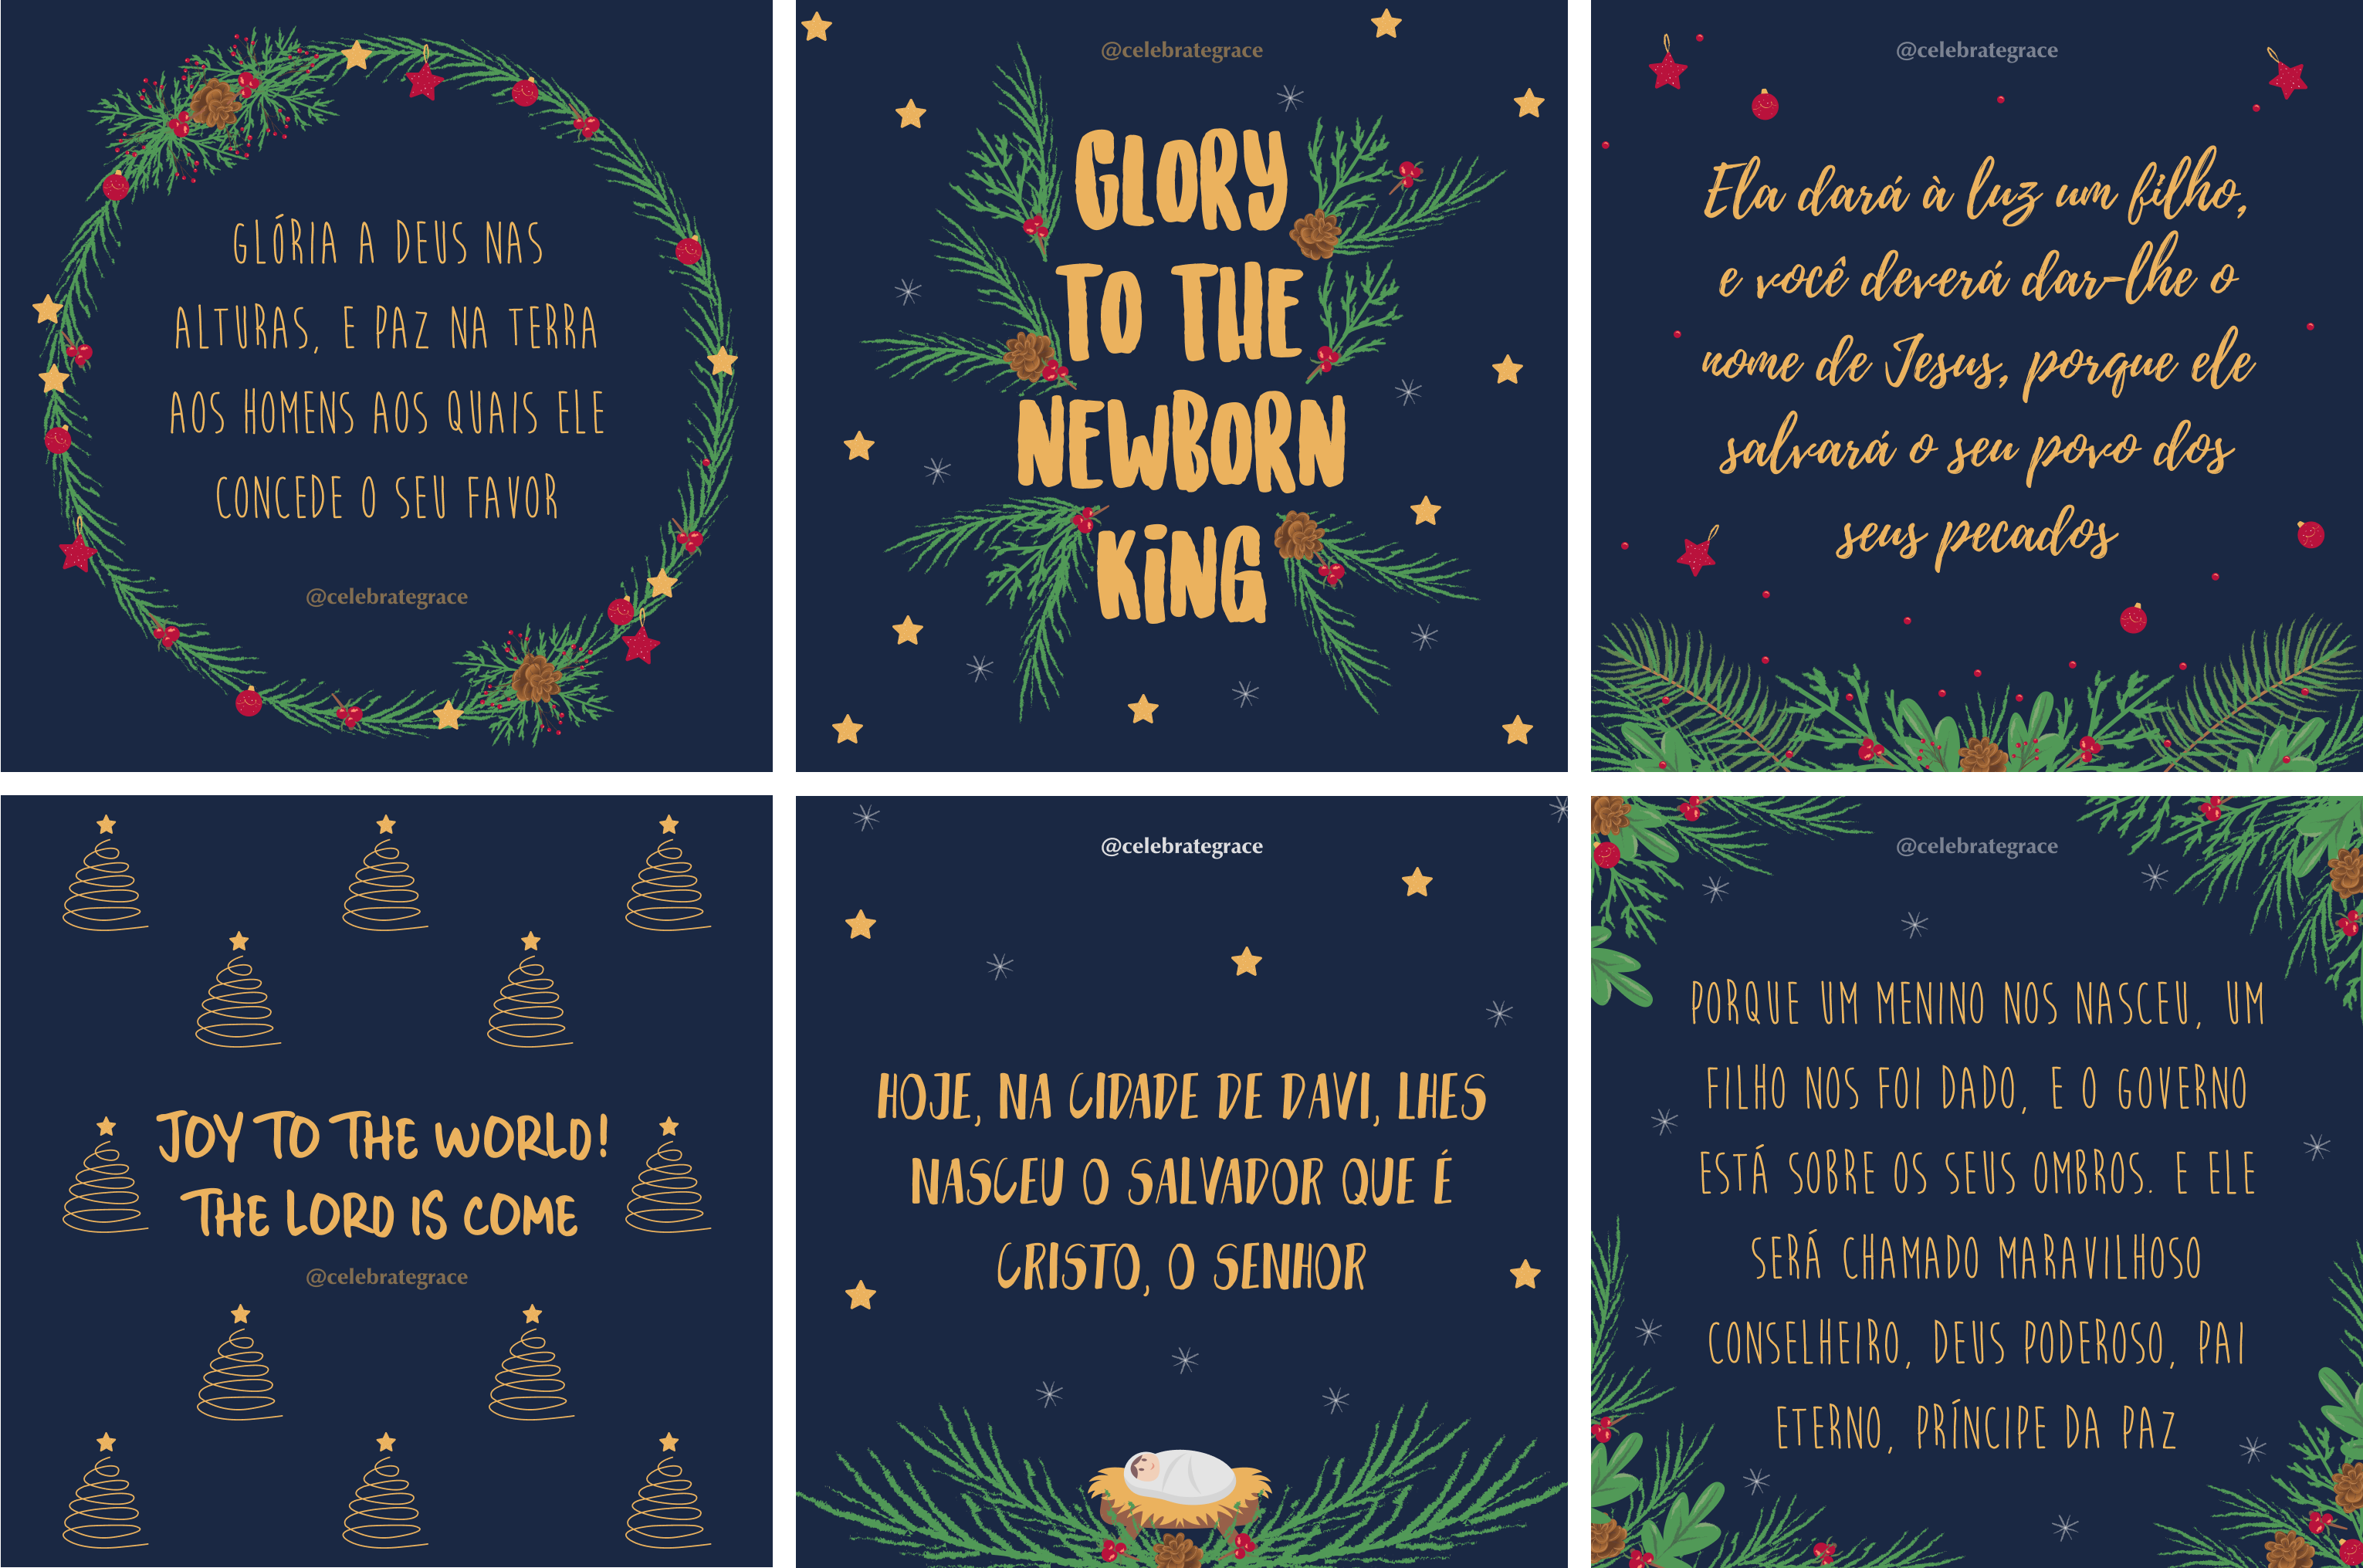 GLÓRIA A DEUS NAS
ALTURAS, E PAZ NA TERRA
AOS HOMENS AOS QUAIS ELE
CONCEDE O SEU FAVOR
@celebrategrace
@celebrategrace
GLORY
TO THE
NEWBORN
KiNG
@celebrategrace
Ela dará à luz um filho,
e você deverá dar-lhe o
nome de Jesus, porque ele
salvará o seu povo dos
seus pecados
JOY TO THE WORLD!
THE LORD IS COME
@celebrategrace
@celebrategrace
HOJE, NA CIDADE DE DAVI, LHES
NASCEU O SALVADOR QUE É
CRISTO, O SENHOR
@celebrategrace
PORQUE UM MENINO NOS NASCEU, UM
FILHO NOS FOI DADO, E O GOVERNO
ESTÁ SOBRE OS SEUS OMBROS. E ELE
SERÁ CHAMADO MARAVILHOSO
CONSELHEIRO, DEUS PODEROSO, PAI
ETERNO, PRÍNCIPE DA PAZ